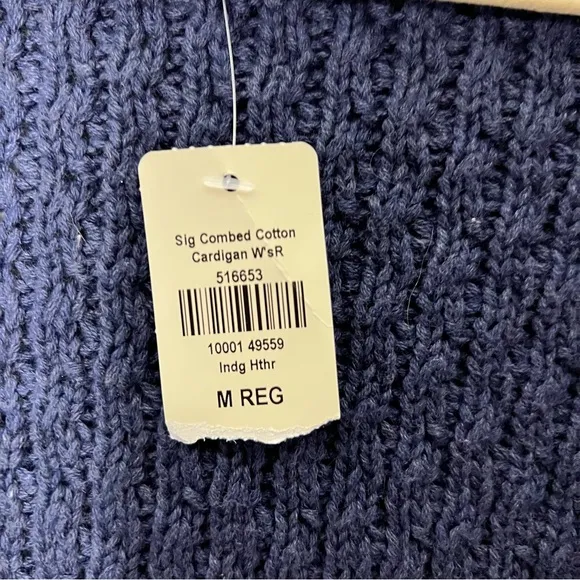 Sig Combed Cotton
Cardigan W'sR
516653
10001 49559
Indg Hthr
M REG